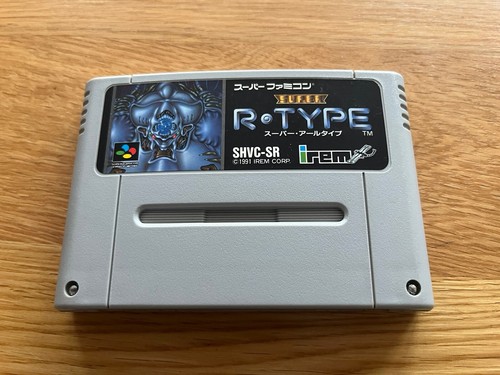 スーパーファミコン®
SUPER
R・TYPE
スーパー・アールタイプ ™
SHVC-SR
©1991 IREM CORP.
irem